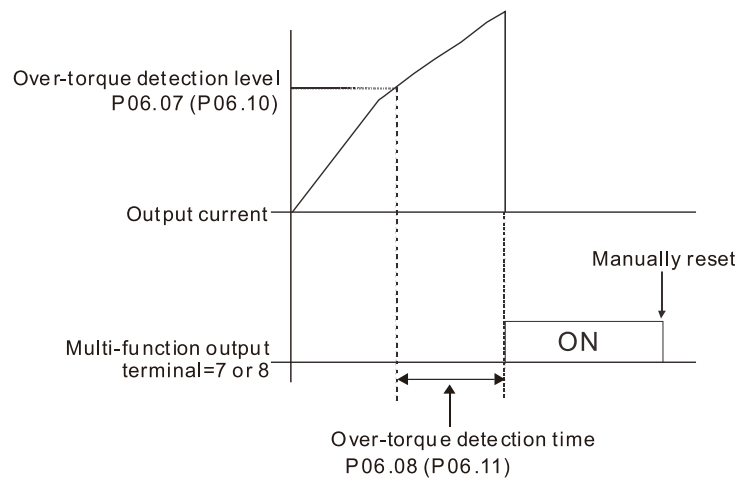 Over-torque detection level
P06.07 (P06.10)
Output current
Manually reset
ON
Multi-function output
terminal=7 or 8
Over-torque detection time
P06.08 (P06.11)